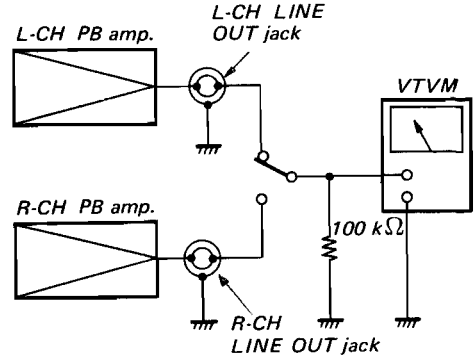 L-CH LINE
OUT jack
L-CH PB amp.
VTVM
R-CH PB amp.
100 kΩ
R-CH
LINE OUT jack